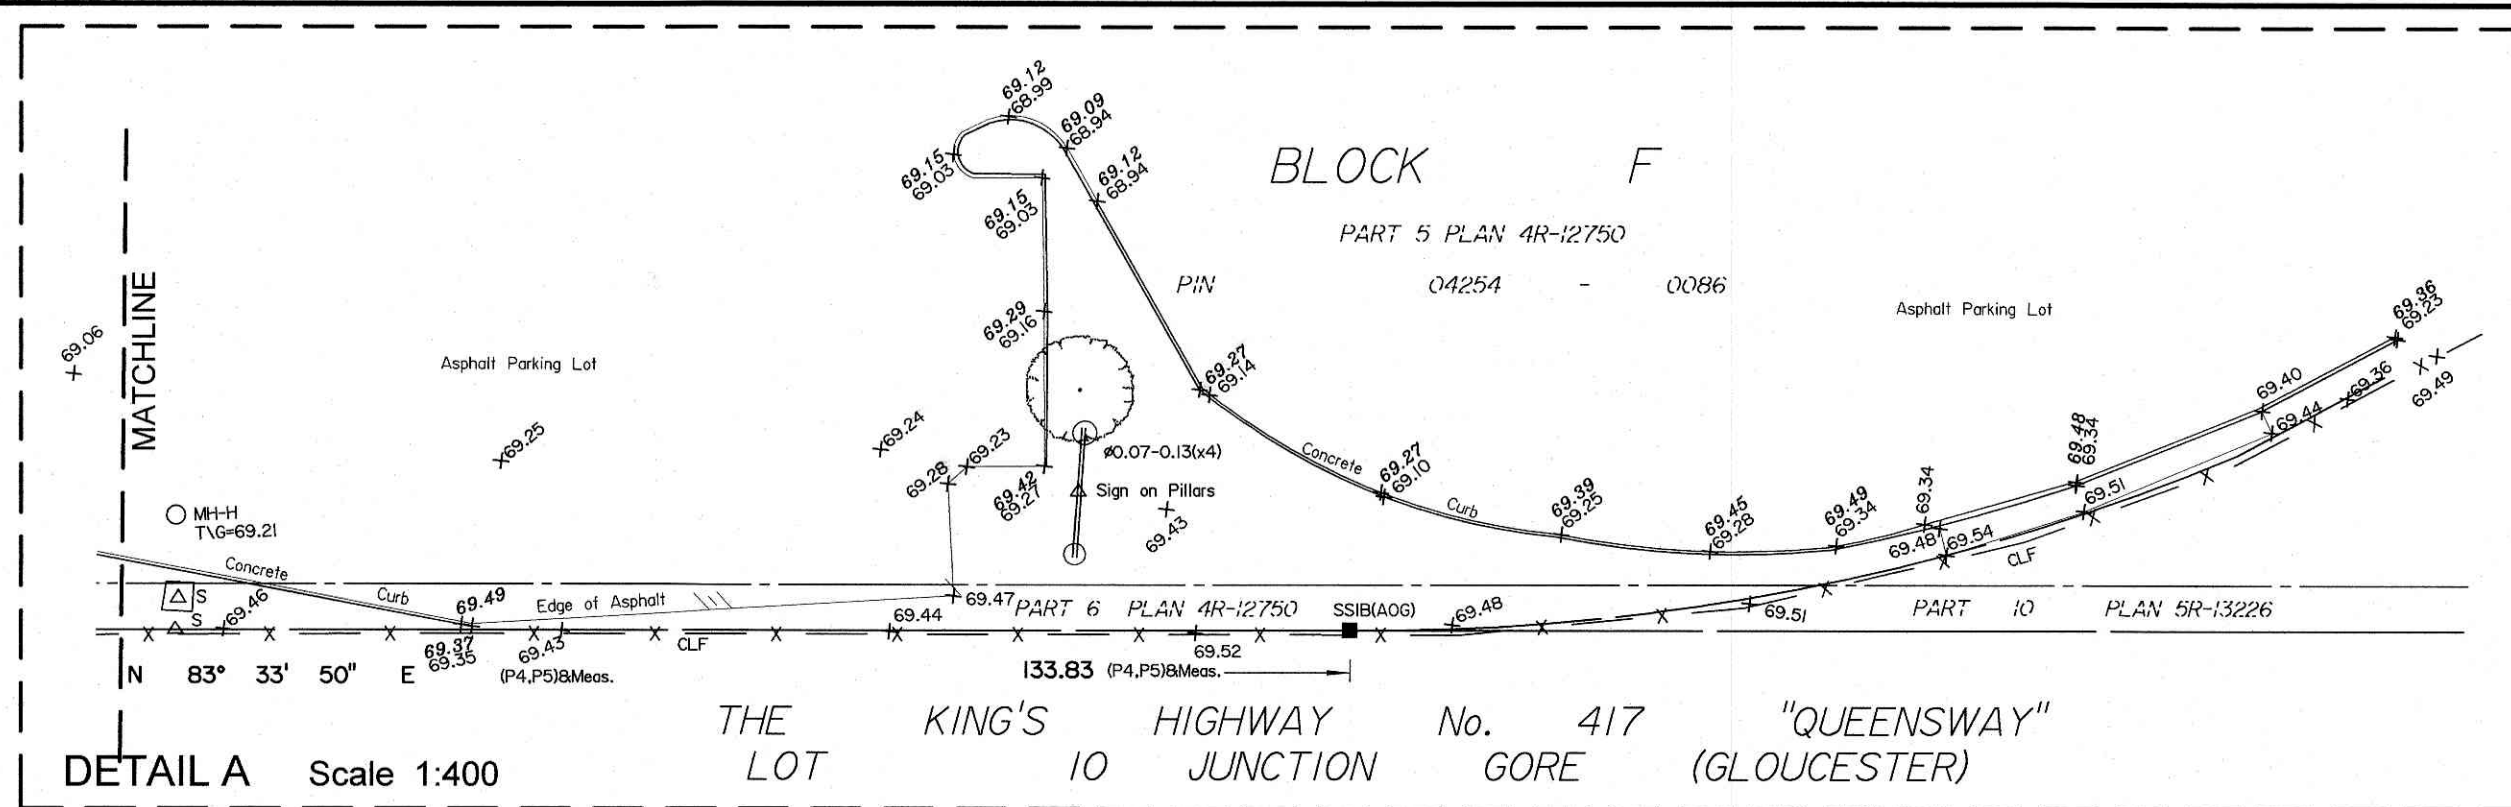 69.12
68.99
69.09
68.94
69.15
69.03
69.12
68.94
69.15
69.03
BLOCK F
PART 5 PLAN 4R-12750
PIN 04254 - 0086
Asphalt Parking Lot
69.36
69.23
69.06
MATCHLINE
Asphalt Parking Lot
69.29
69.16
69.27
69.14
69.40
69.36
69.49
69.44
69.25
69.24
69.23
69.28
ø0.07-0.13(x4)
69.42
69.27
Sign on Pillars
69.43
Concrete
69.27
69.10
Curb
69.39
69.25
69.45
69.28
69.49
69.34
69.34
69.48
69.34
69.51
69.48
69.54
CLF
MH-H
T\G=69.21
Concrete
Curb
S
S
69.46
69.49
Edge of Asphalt
69.47
69.44
PART 6 PLAN 4R-12750
SSIB(AOG)
69.48
69.51
PART 10 PLAN 5R-13226
69.37
69.35
69.43
CLF
69.52
N 83° 33' 50" E
(P4,P5)&Meas.
133.83 (P4,P5)&Meas.
THE KING'S HIGHWAY No. 417 "QUEENSWAY"
LOT 10 JUNCTION GORE (GLOUCESTER)
DETAIL A Scale 1:400